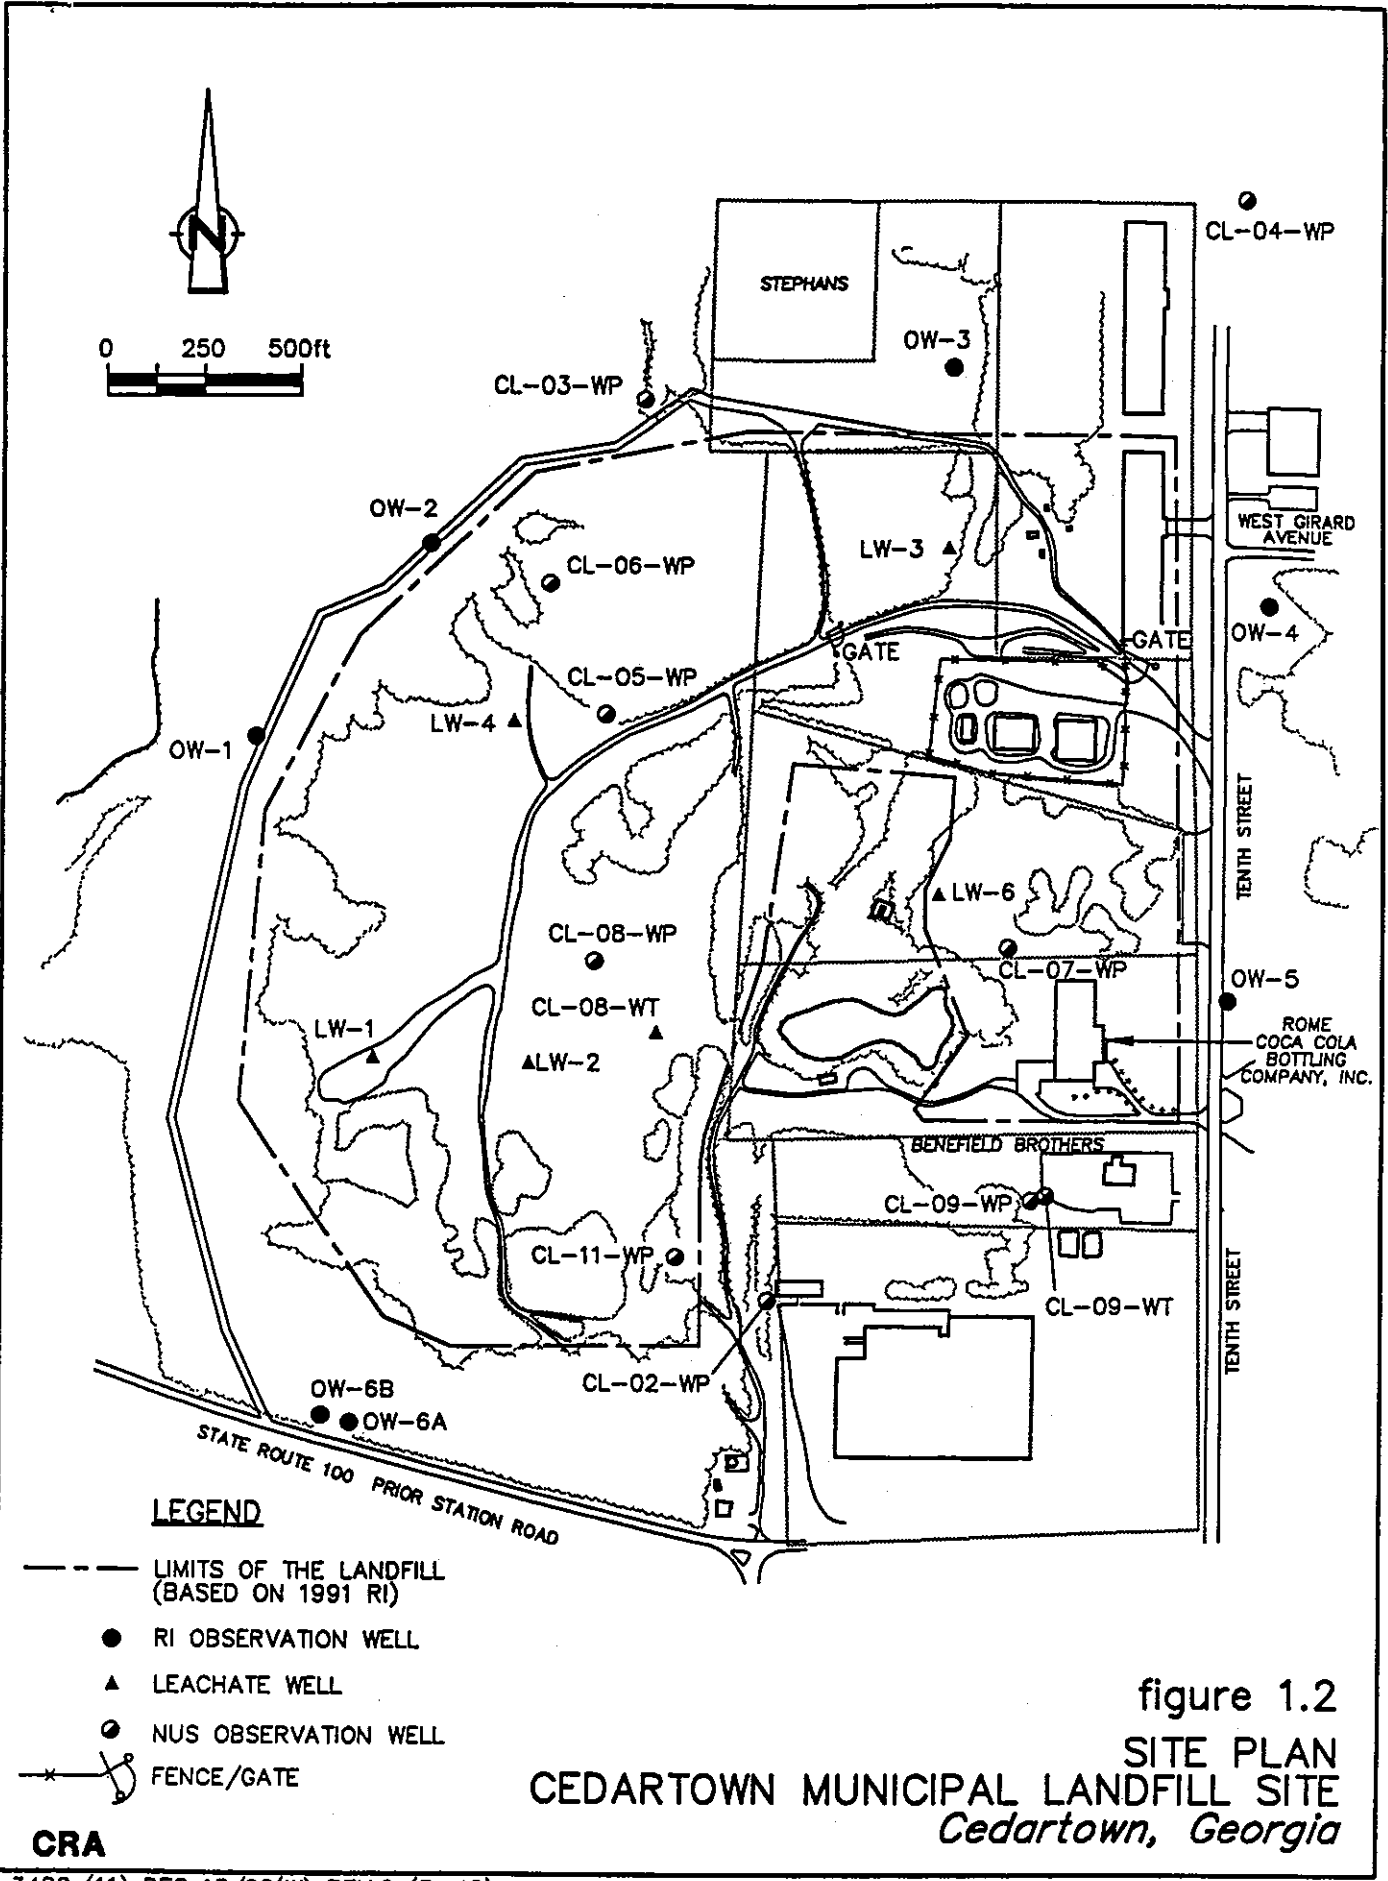 N
0 250 500ft
STEPHANS
CL-04-WP
OW-3
CL-03-WP
OW-2
WEST GIRARD
AVENUE
LW-3
CL-06-WP
OW-4
GATE
GATE
CL-05-WP
LW-4
OW-1
TENTH STREET
LW-6
CL-08-WP
CL-07-WP
OW-5
CL-08-WT
LW-1
LW-2
ROME
COCA COLA
BOTTLING
COMPANY, INC.
BENEFIELD BROTHERS
CL-09-WP
CL-11-WP
CL-09-WT
TENTH STREET
CL-02-WP
OW-6B
OW-6A
STATE ROUTE 100 PRIOR STATION ROAD
LEGEND
LIMITS OF THE LANDFILL
(BASED ON 1991 RI)
RI OBSERVATION WELL
LEACHATE WELL
NUS OBSERVATION WELL
FENCE/GATE
figure 1.2
SITE PLAN
CEDARTOWN MUNICIPAL LANDFILL SITE
Cedartown, Georgia
CRA